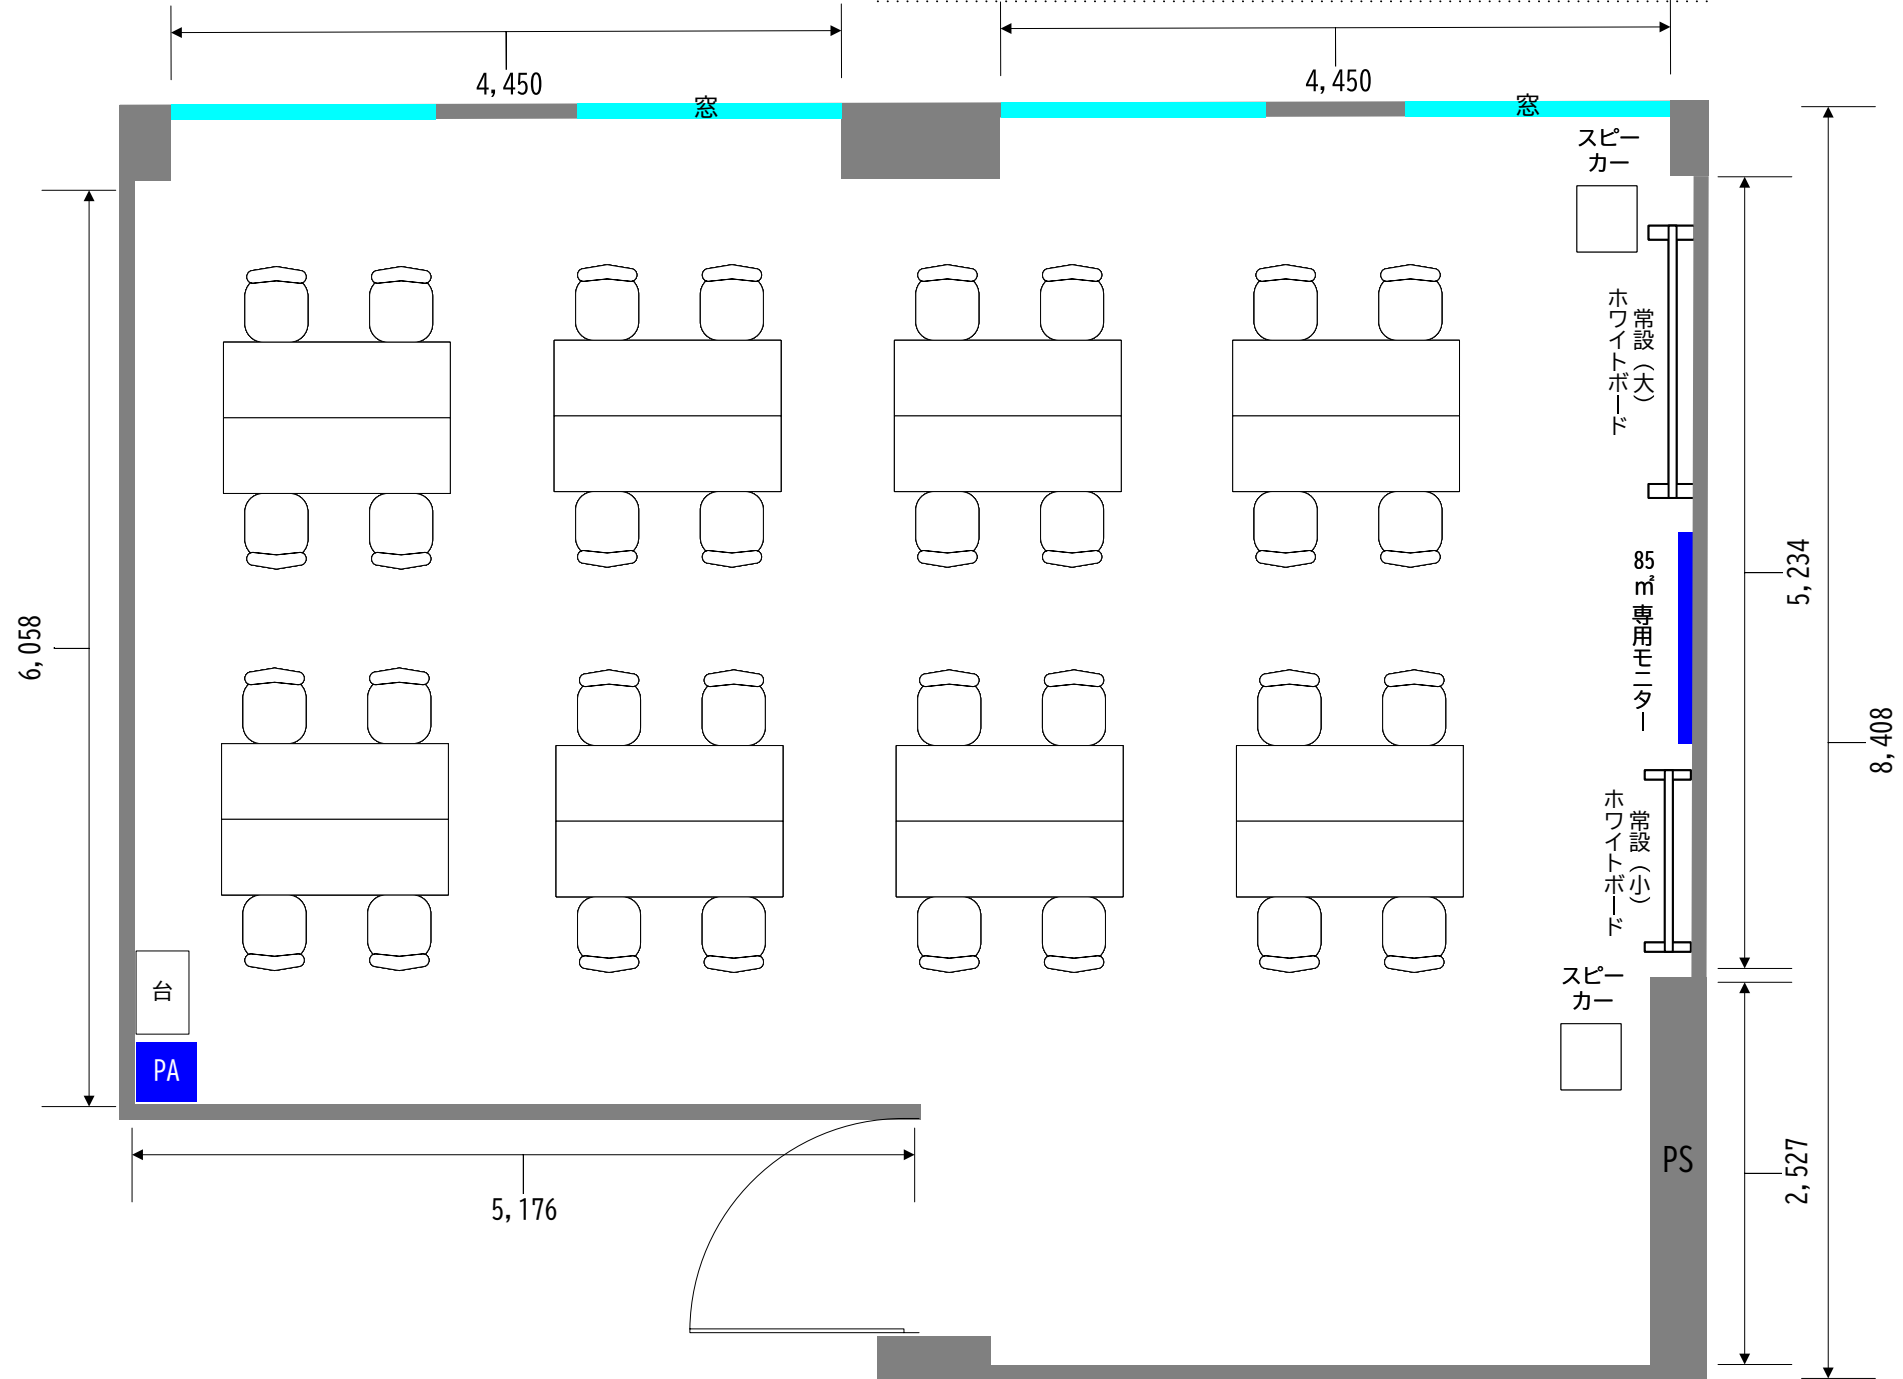 4,450
4,450
窓
窓
スピー
カー
常設（大）
ホワイトボード
85
㎡
専用モニター
5,234
6,058
8,408
常設（小）
ホワイトボード
スピー
カー
台
PA
PS
2,527
5,176